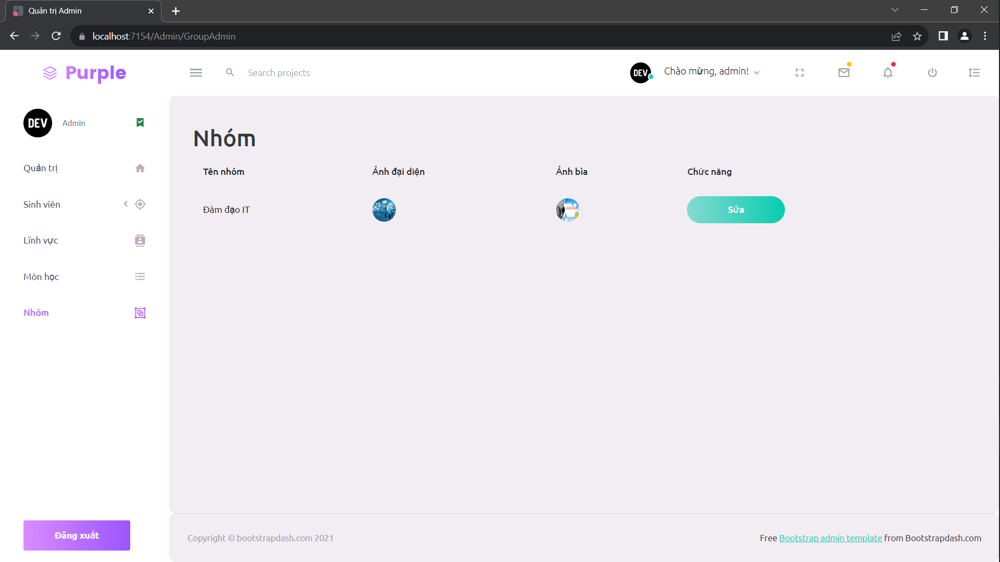 Quản trị Admin
localhost:7154/Admin/GroupAdmin
Purple
Search projects
DEV
Chào mừng, admin!
DEV
Admin
Quản trị
Sinh viên
Lĩnh vực
Môn học
Nhóm
Đăng xuất
Nhóm
Tên nhóm Ảnh đại diện Ảnh bìa Chức năng
Đàm đạo IT Sửa
Copyright © bootstrapdash.com 2021
Free Bootstrap admin template from Bootstrapdash.com